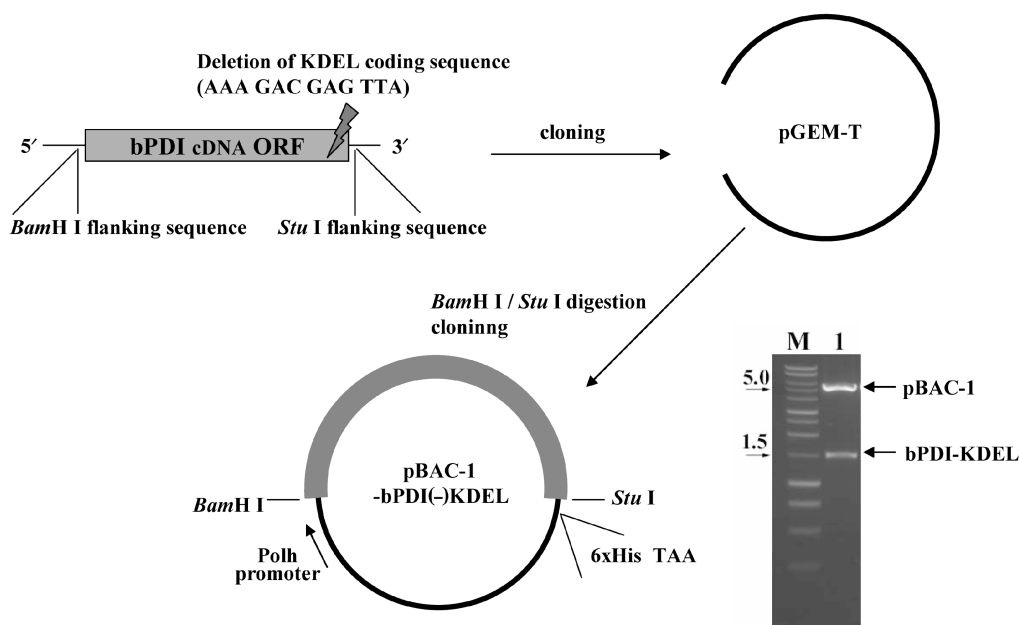 Deletion of KDEL coding sequence
(AAA GAC GAG TTA)
5′
bPDI cDNA ORF
3′
BamH I flanking sequence
Stu I flanking sequence
cloning
pGEM-T
BamH I / Stu I digestion
cloninng
pBAC-1
-bPDI(–)KDEL
BamH I
Stu I
Polh
promoter
6xHis TAA
M 1
5.0
pBAC-1
1.5
bPDI-KDEL